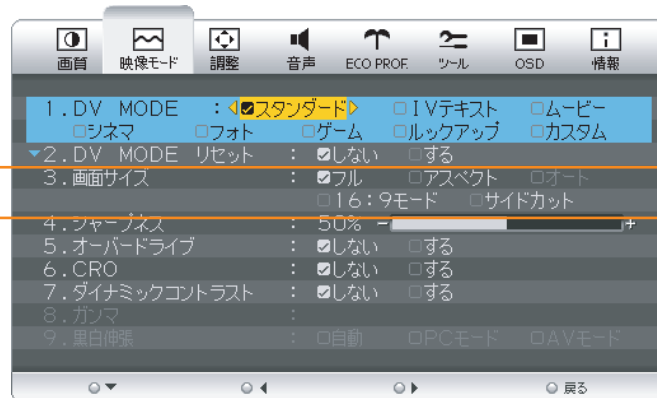 画質 映像モード 調整 音声 ECO PROF. ツール OSD 情報
1.DV MODE : スタンダード IVテキスト ムービー
シネマ フォト ゲーム ルックアップ カスタム
2.DV MODE リセット : しない する
3.画面サイズ : フル アスペクト オート
16:9モード サイドカット
4.シャープネス : 50% - +
5.オーバードライブ : しない する
6.CRO : しない する
7.ダイナミックコントラスト : しない する
8.ガンマ :
9.黒白伸張 : 自動 PCモード AVモード
戻る